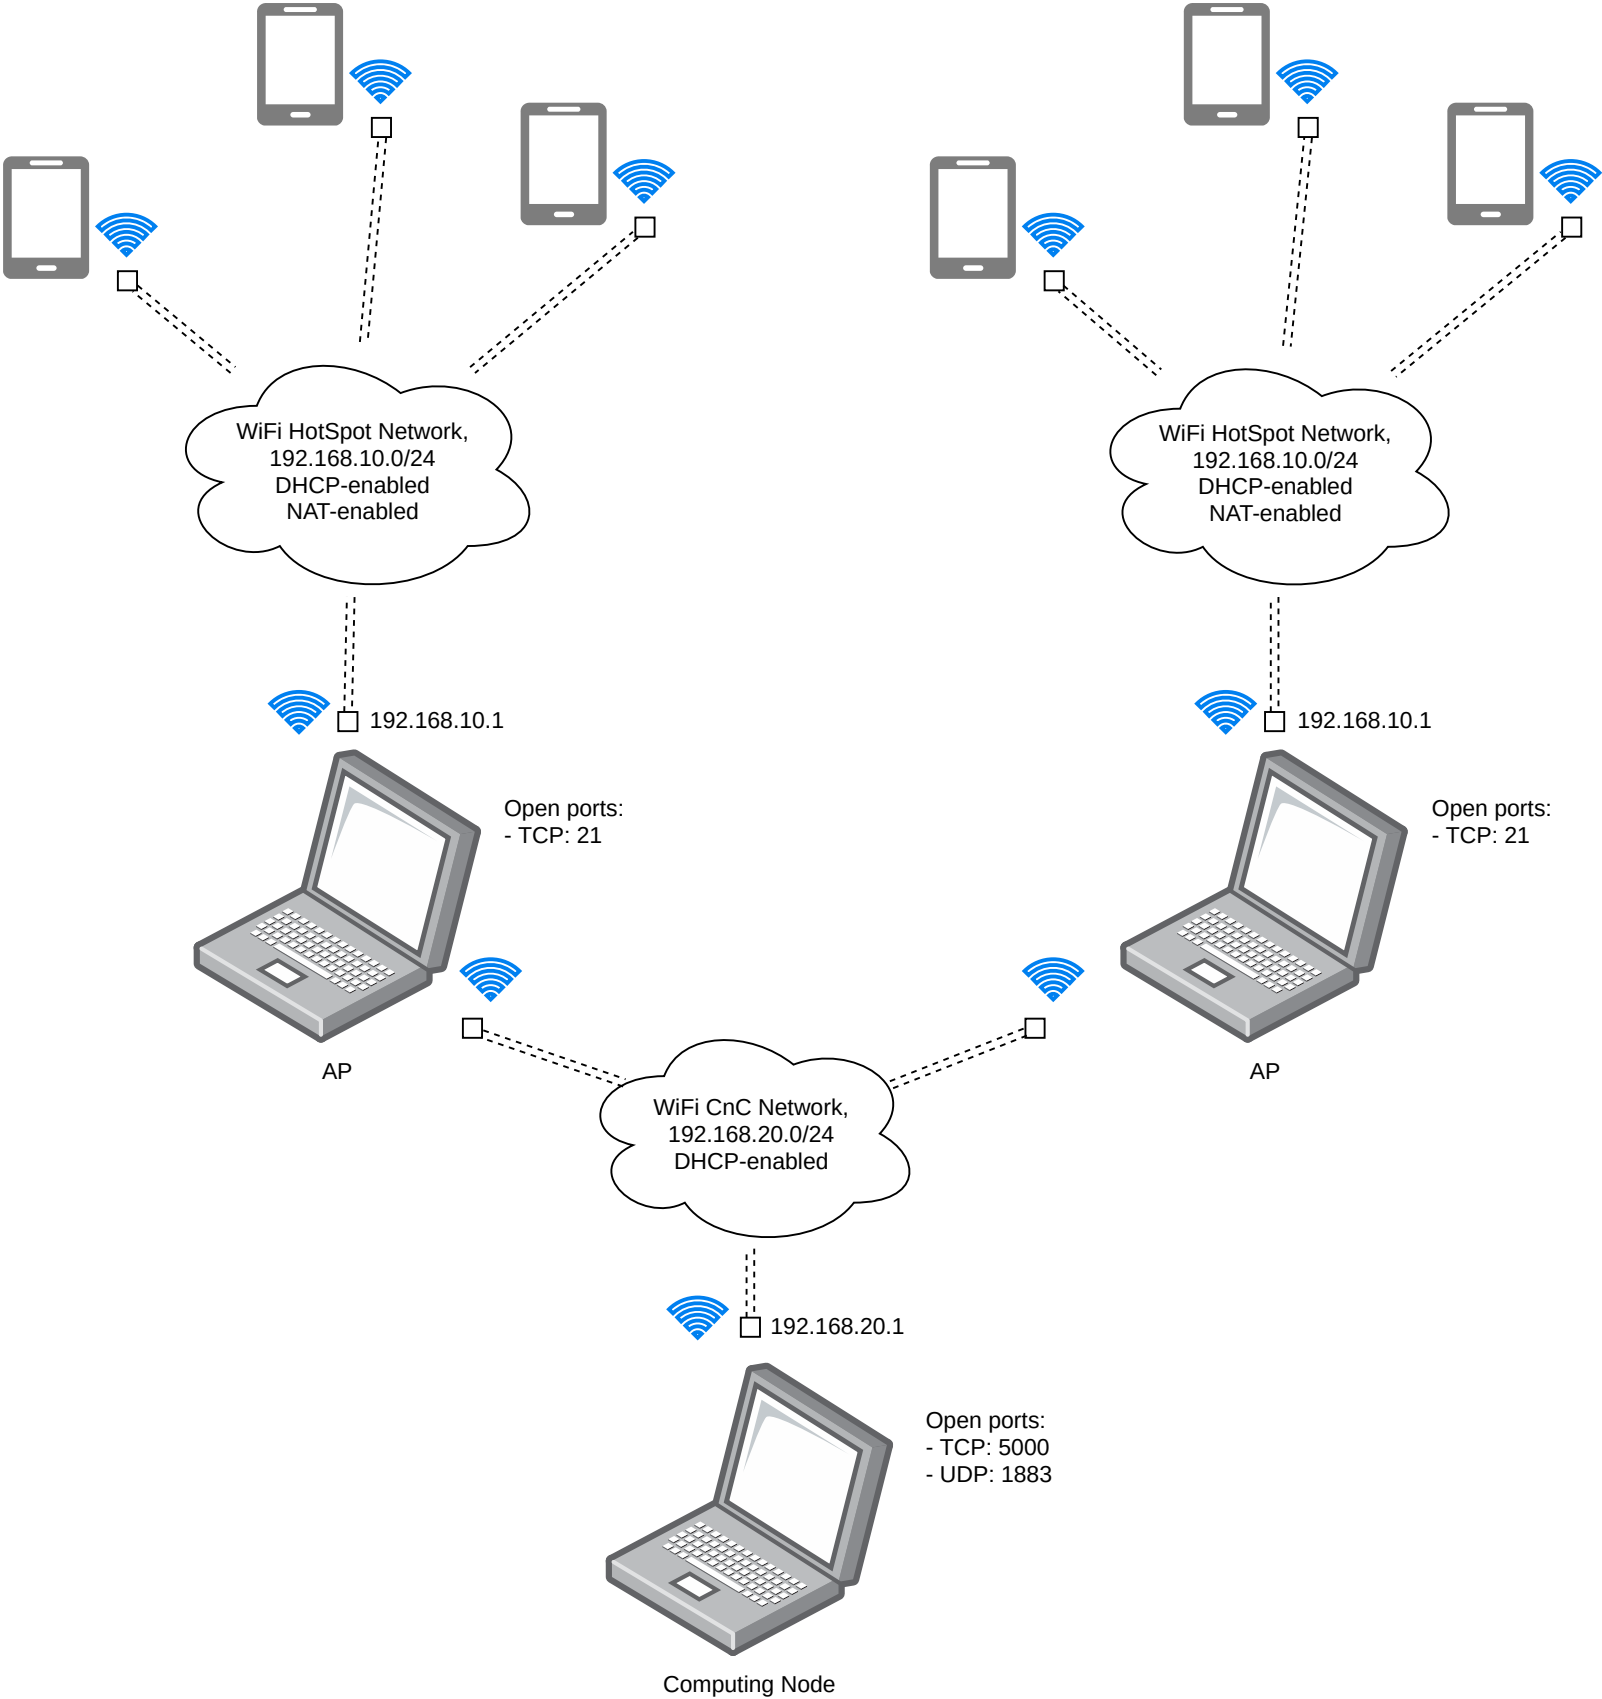 WiFi HotSpot Network,
192.168.10.0/24
DHCP-enabled
NAT-enabled
WiFi HotSpot Network,
192.168.10.0/24
DHCP-enabled
NAT-enabled
192.168.10.1
192.168.10.1
Open ports:
- TCP: 21
Open ports:
- TCP: 21
AP
AP
WiFi CnC Network,
192.168.20.0/24
DHCP-enabled
192.168.20.1
Open ports:
- TCP: 5000
- UDP: 1883
Computing Node